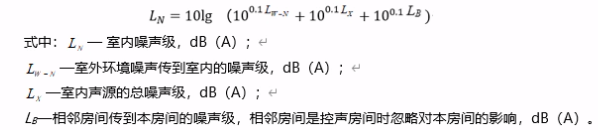 L_N = 10lg （10^{0.1 L_{W-N}} + 10^{0.1 L_X} + 10^{0.1 L_B} ）
式中：L_N — 室内噪声级，dB（A）；↵
L_{W-N}—室外环境噪声传到室内的噪声级，dB（A）；↵
L_X—室内声源的总噪声级，dB（A）；↵
L_B—相邻房间传到本房间的噪声级，相邻房间是控声房间时忽略对本房间的影响，dB（A）。